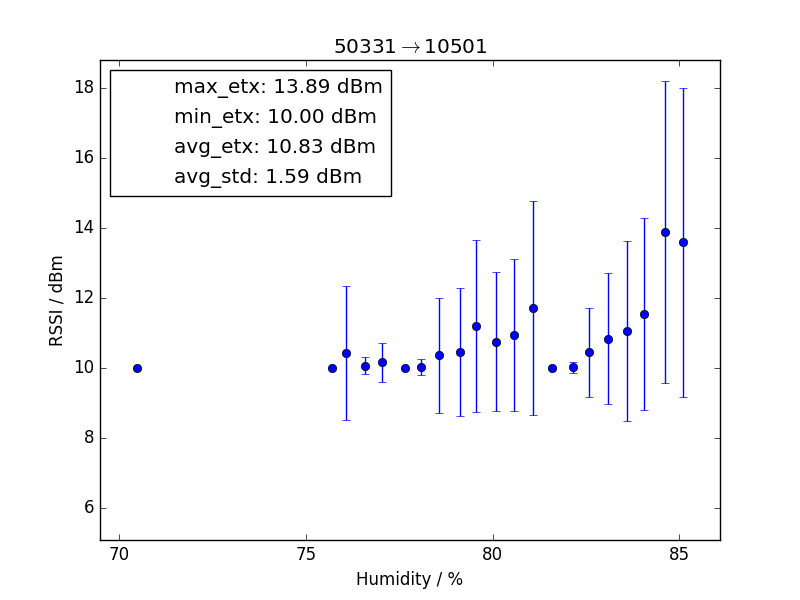 50331→10501
max_etx: 13.89 dBm
min_etx: 10.00 dBm
avg_etx: 10.83 dBm
avg_std: 1.59 dBm
RSSI / dBm
18
16
14
12
10
8
6
70 75 80 85
Humidity / %